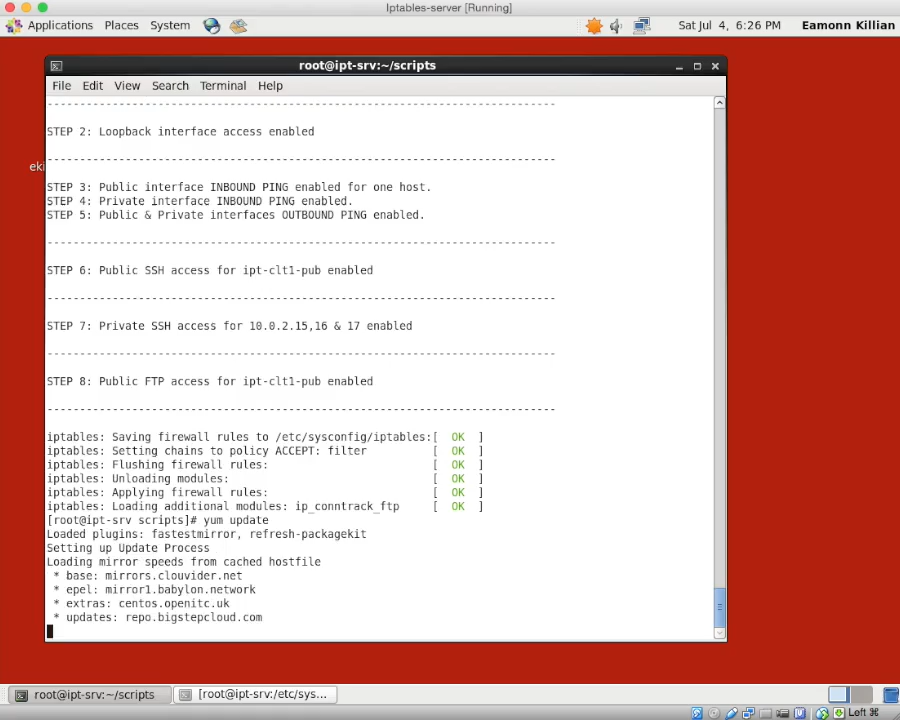 Iptables-server [Running]
Applications Places System Sat Jul 4, 6:26 PM Eamonn Killian
root@ipt-srv:~/scripts
File Edit View Search Terminal Help
-------------------------------------------------------------------------------
STEP 2: Loopback interface access enabled
-------------------------------------------------------------------------------
eki
STEP 3: Public interface INBOUND PING enabled for one host.
STEP 4: Private interface INBOUND PING enabled.
STEP 5: Public & Private interfaces OUTBOUND PING enabled.
-------------------------------------------------------------------------------
STEP 6: Public SSH access for ipt-clt1-pub enabled
-------------------------------------------------------------------------------
STEP 7: Private SSH access for 10.0.2.15,16 & 17 enabled
-------------------------------------------------------------------------------
STEP 8: Public FTP access for ipt-clt1-pub enabled
-------------------------------------------------------------------------------
iptables: Saving firewall rules to /etc/sysconfig/iptables:[ OK ]
iptables: Setting chains to policy ACCEPT: filter [ OK ]
iptables: Flushing firewall rules: [ OK ]
iptables: Unloading modules: [ OK ]
iptables: Applying firewall rules: [ OK ]
iptables: Loading additional modules: ip_conntrack_ftp [ OK ]
[root@ipt-srv scripts]# yum update
Loaded plugins: fastestmirror, refresh-packagekit
Setting up Update Process
Loading mirror speeds from cached hostfile
* base: mirrors.clouvider.net
* epel: mirror1.babylon.network
* extras: centos.openitc.uk
* updates: repo.bigstepcloud.com
root@ipt-srv:~/scripts [root@ipt-srv:/etc/sys...
Left ⌘